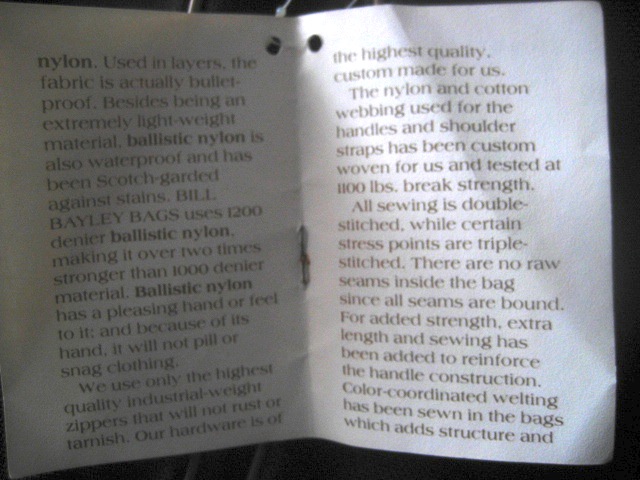 nylon. Used in layers, the
fabric is actually bullet-
proof. Besides being an
extremely light-weight
material, ballistic nylon is
also waterproof and has
been Scotch-garded
against stains. BILL
BAYLEY BAGS uses 1200
denier ballistic nylon,
making it over two times
stronger than 1000 denier
material. Ballistic nylon
has a pleasing hand or feel
to it; and because of its
hand, it will not pill or
snag clothing.
We use only the highest
quality industrial-weight
zippers that will not rust or
tarnish. Our hardware is of
the highest quality,
custom made for us.
The nylon and cotton
webbing used for the
handles and shoulder
straps has been custom
woven for us and tested at
1100 lbs. break strength.
All sewing is double-
stitched, while certain
stress points are triple-
stitched. There are no raw
seams inside the bag
since all seams are bound.
For added strength, extra
length and sewing has
been added to reinforce
the handle construction.
Color-coordinated welting
has been sewn in the bags
which adds structure and